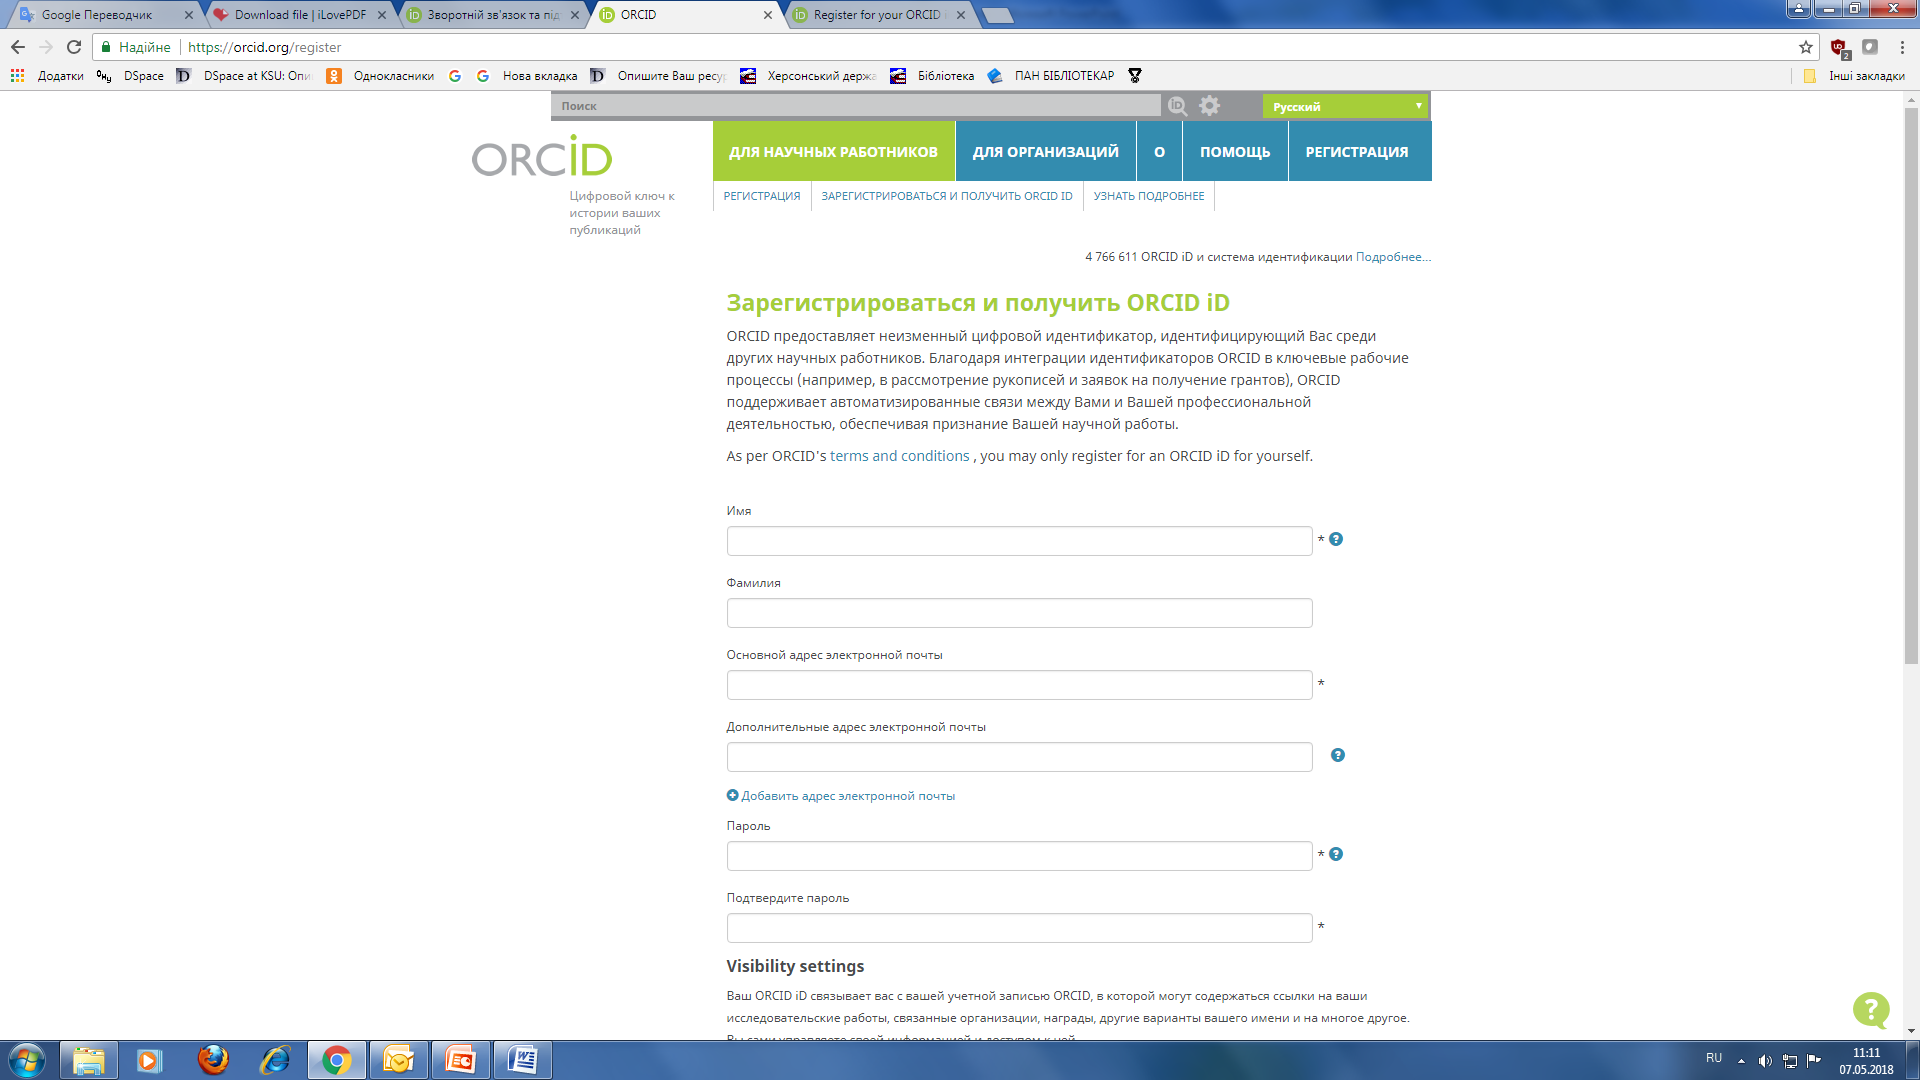 Google Переводчик
Download file | iLovePDF
Зворотній зв'язок та під
ORCID
Register for your ORCID i
Надійне
https://orcid.org/register
Додатки
DSpace
DSpace at KSU: Опи
Однокласники
Нова вкладка
Опишите Ваш ресу
Херсонський держа
Бібліотека
ПАН БІБЛІОТЕКАР
Інші закладки
2
Поиск
Русский
ORCID
Цифровой ключ к
истории ваших
публикаций
ДЛЯ НАУЧНЫХ РАБОТНИКОВ
ДЛЯ ОРГАНИЗАЦИЙ
О
ПОМОЩЬ
РЕГИСТРАЦИЯ
РЕГИСТРАЦИЯ
ЗАРЕГИСТРИРОВАТЬСЯ И ПОЛУЧИТЬ ORCID ID
УЗНАТЬ ПОДРОБНЕЕ
4 766 611 ORCID iD и система идентификации Подробнее...
Зарегистрироваться и получить ORCID iD
ORCID предоставляет неизменный цифровой идентификатор, идентифицирующий Вас среди
других научных работников. Благодаря интеграции идентификаторов ORCID в ключевые рабочие
процессы (например, в рассмотрение рукописей и заявок на получение грантов), ORCID
поддерживает автоматизированные связи между Вами и Вашей профессиональной
деятельностью, обеспечивая признание Вашей научной работы.
As per ORCID's terms and conditions , you may only register for an ORCID iD for yourself.
Имя
* ?
Фамилия
Основной адрес электронной почты
*
Дополнительные адрес электронной почты
?
Добавить адрес электронной почты
Пароль
* ?
Подтвердите пароль
*
Visibility settings
Ваш ORCID iD связывает вас с вашей учетной записью ORCID, в которой могут содержаться ссылки на ваши
исследовательские работы, связанные организации, награды, другие варианты вашего имени и на многое другое.
Вы сами управляете своей информацией и доступом к ней.
?
RU
11:11
07.05.2018